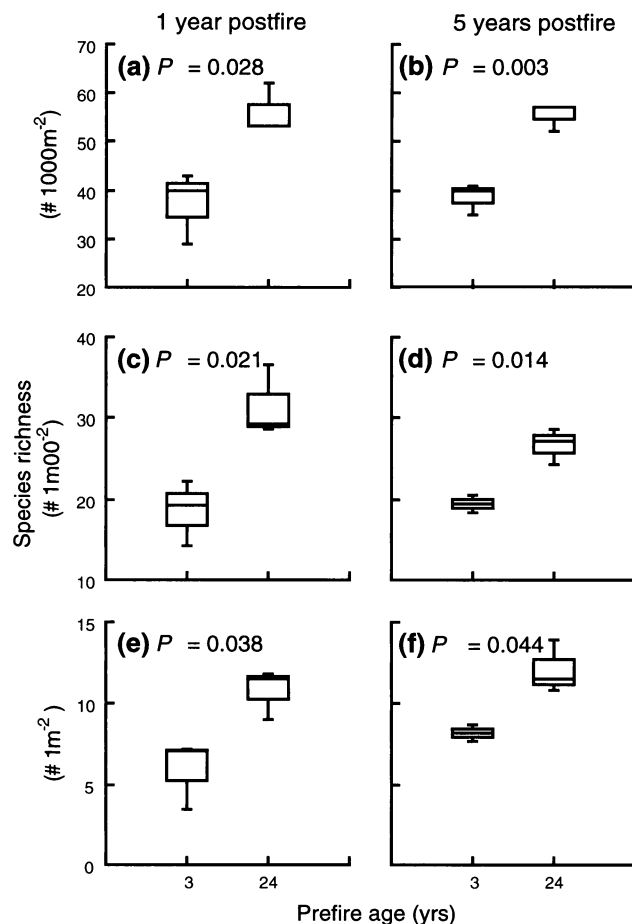 1 year postfire
5 years postfire
(a) P = 0.028
(b) P = 0.003
70
60
50
40
30
20
(# 1000m-2)
(c) P = 0.021
(d) P = 0.014
40
30
20
10
Species richness
(# 1m00-2)
(e) P = 0.038
(f) P = 0.044
15
10
5
0
(# 1m-2)
3 24 3 24
Prefire age (yrs)